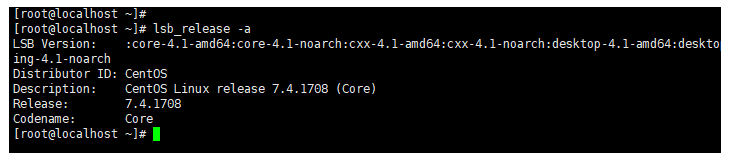 [root@localhost ~]#
[root@localhost ~]# lsb_release -a
LSB Version:    :core-4.1-amd64:core-4.1-noarch:cxx-4.1-amd64:cxx-4.1-noarch:desktop-4.1-amd64:deskto
ing-4.1-noarch
Distributor ID: CentOS
Description:    CentOS Linux release 7.4.1708 (Core)
Release:        7.4.1708
Codename:       Core
[root@localhost ~]#